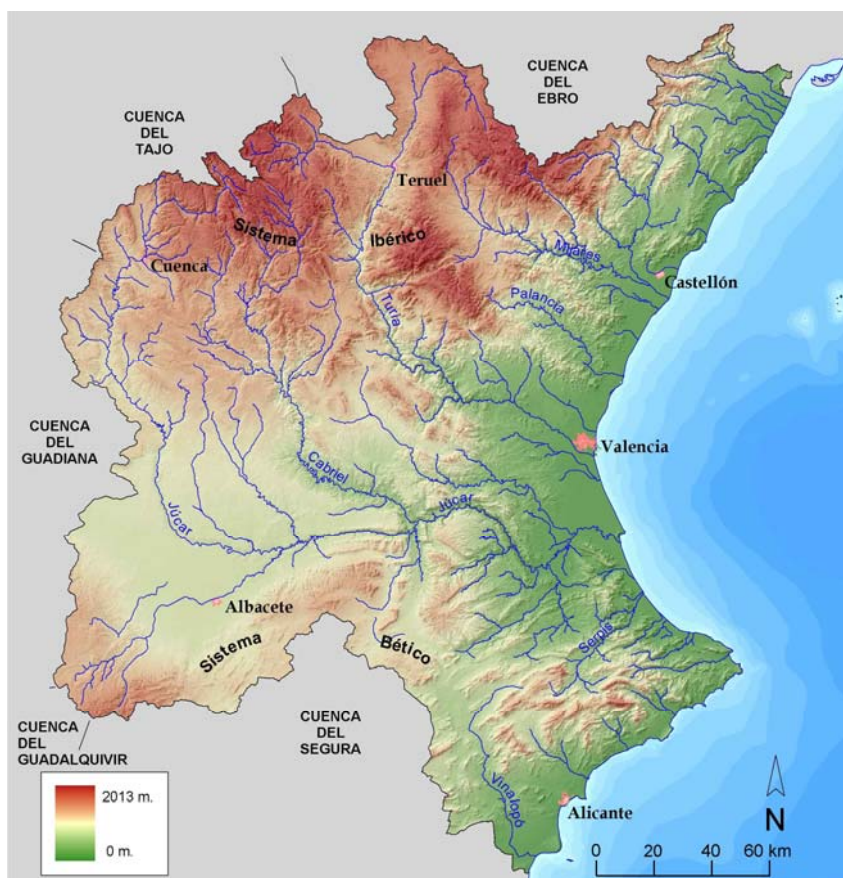 CUENCA
DEL
EBRO
CUENCA
DEL
TAJO
Teruel
Sistema
Ibérico
Cuenca
Mijares
Castellón
Palancia
Turia
CUENCA
DEL
GUADIANA
Valencia
Cabriel
Júcar
Júcar
Albacete
Sistema
Bético
Serpis
CUENCA
DEL
GUADALQUIVIR
CUENCA
DEL
SEGURA
Vinalopó
Alicante
2013 m.
0 m.
N
0 20 40 60 km